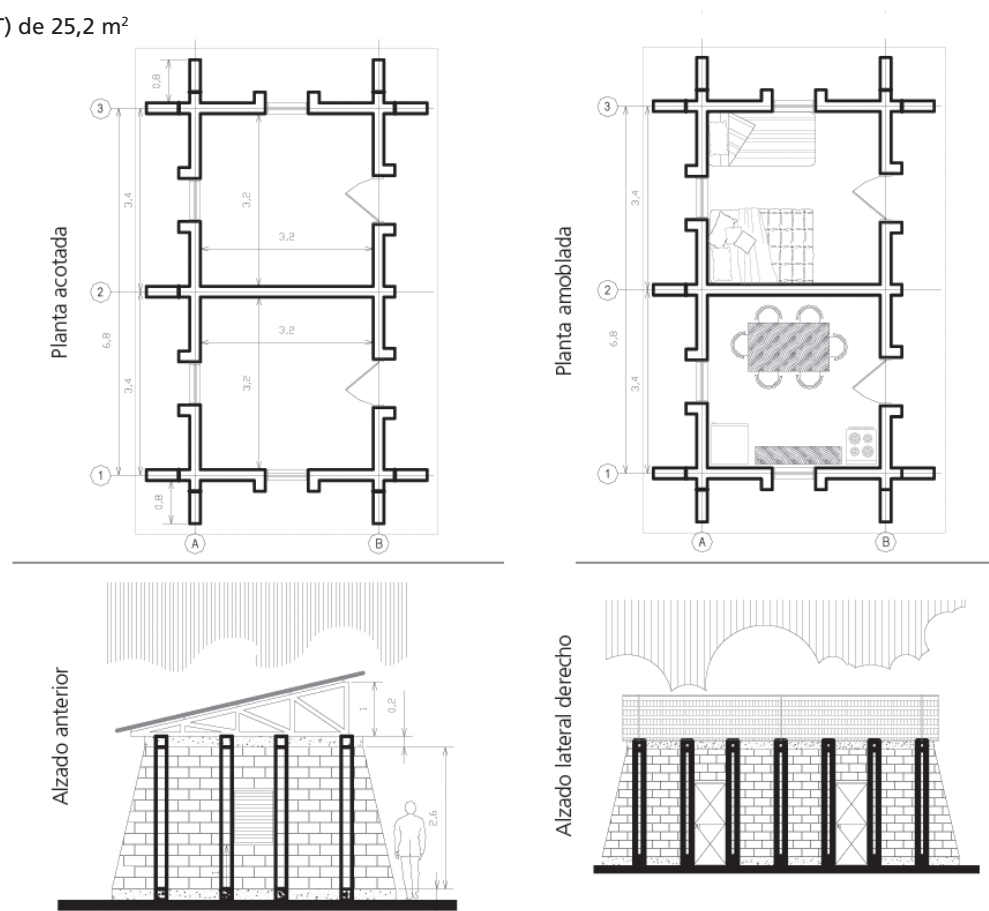 T) de 25,2 m²
Planta acotada
0,8
3
3,4
3,2
3,2
2
6,8
3,2
3,4
3,2
1
0,8
A
B
Planta amoblada
3
3,4
2
6,8
3,4
1
A
B
Alzado anterior
1
0,2
2,6
Alzado lateral derecho